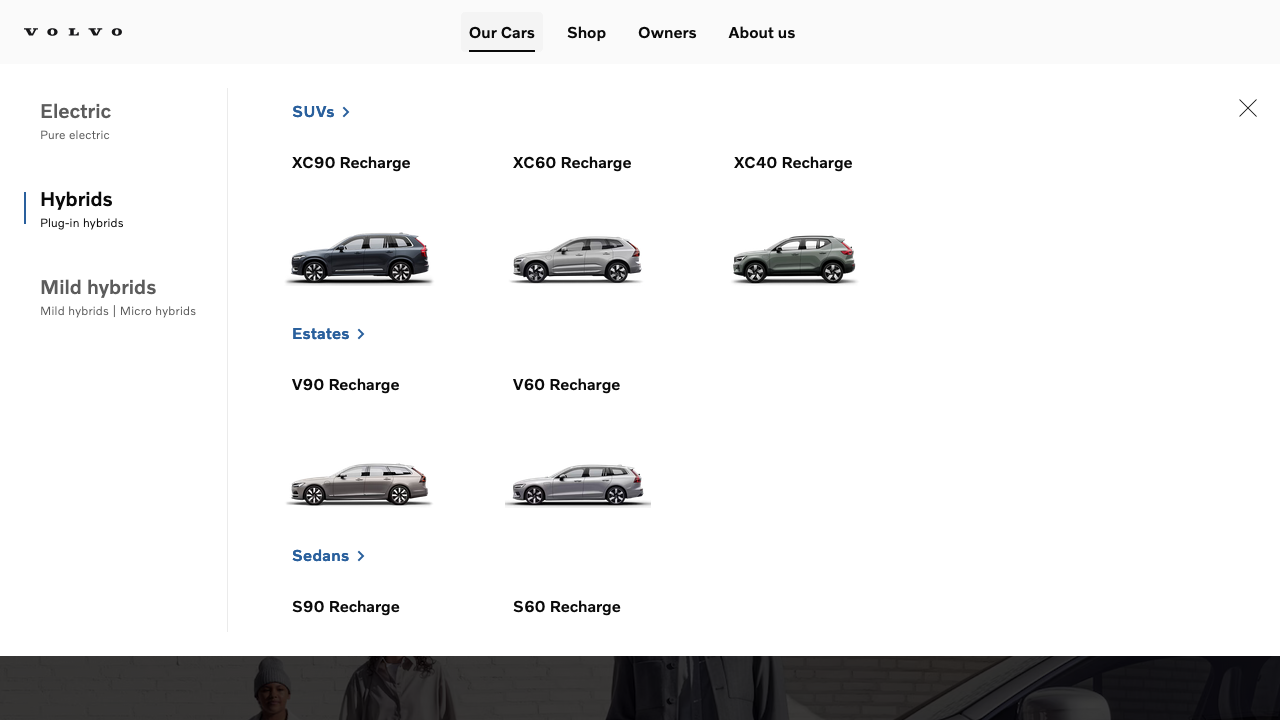 VOLVO
Our Cars
Shop
Owners
About us
Electric
Pure electric
Hybrids
Plug-in hybrids
Mild hybrids
Mild hybrids | Micro hybrids
SUVs
XC90 Recharge
XC60 Recharge
XC40 Recharge
Estates
V90 Recharge
V60 Recharge
Sedans
S90 Recharge
S60 Recharge